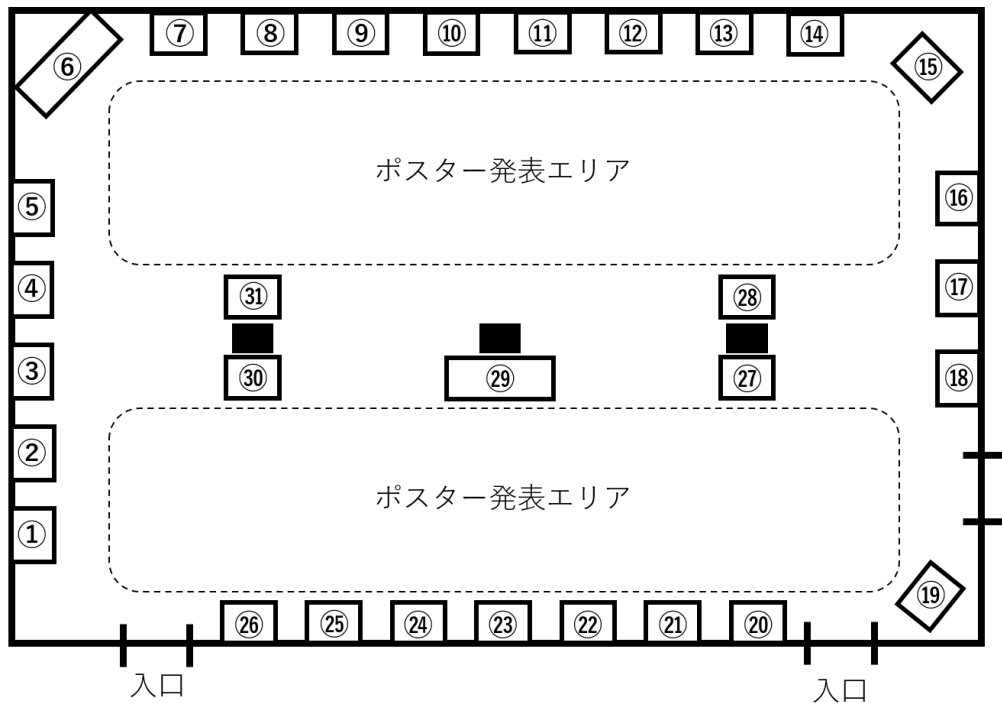 ⑦ ⑧ ⑨ ⑩ ⑪ ⑫ ⑬ ⑭
⑥
⑮
ポスター発表エリア
⑤
⑯
④
㉛
㉘
⑰
③
㉚
㉙
㉗
⑱
②
ポスター発表エリア
①
⑲
㉖ ㉕ ㉔ ㉓ ㉒ ㉑ ⑳
入口
入口